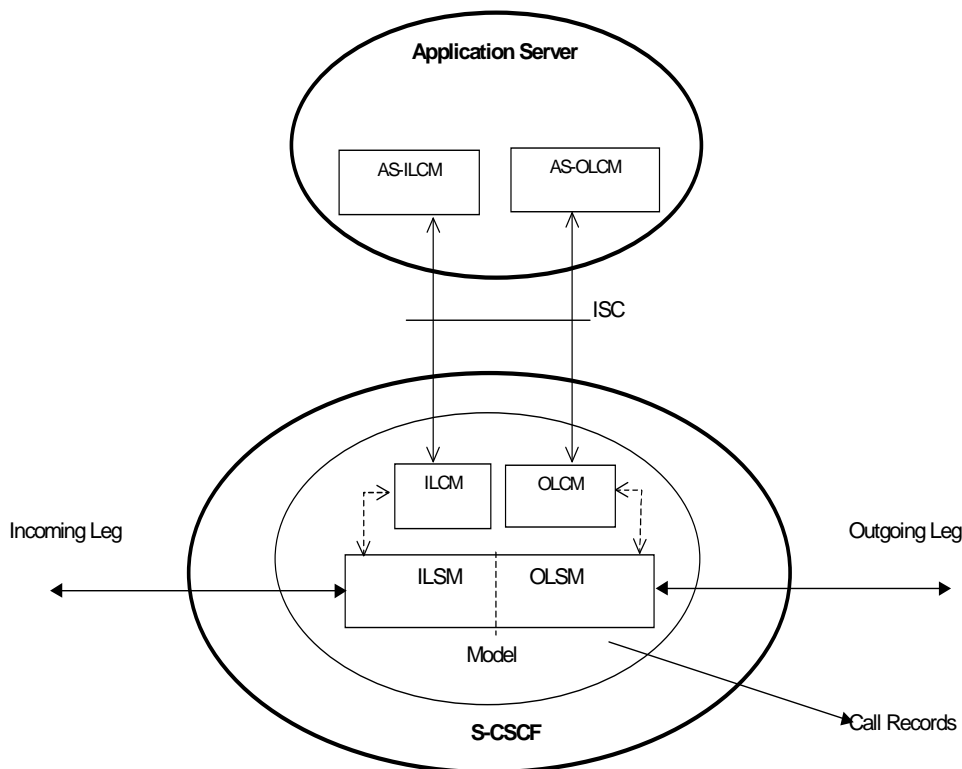 Application Server
AS-ILCM
AS-OLCM
ISC
ILCM
OLCM
Incoming Leg
Outgoing Leg
ILSM
OLSM
Model
S-CSCF
Call Records